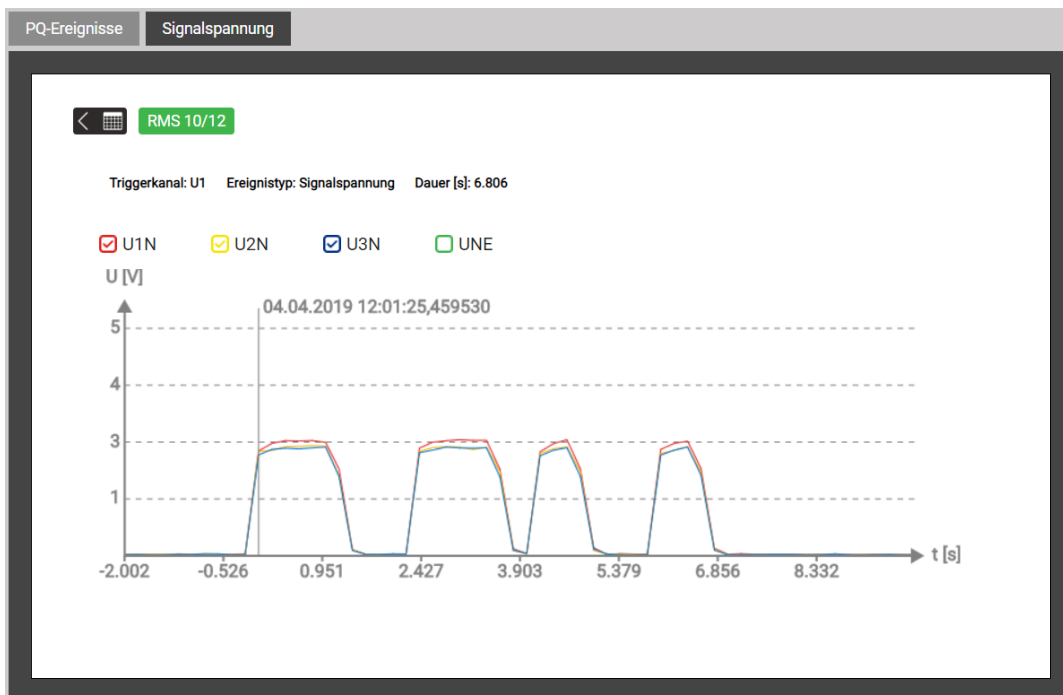 PQ-Ereignisse Signalspannung
RMS 10/12
Triggerkanal: U1 Ereignistyp: Signalspannung Dauer [s]: 6.806
U1N U2N U3N UNE
U [V]
04.04.2019 12:01:25,459530
5
4
3
1
-2.002 -0.526 0.951 2.427 3.903 5.379 6.856 8.332 t [s]